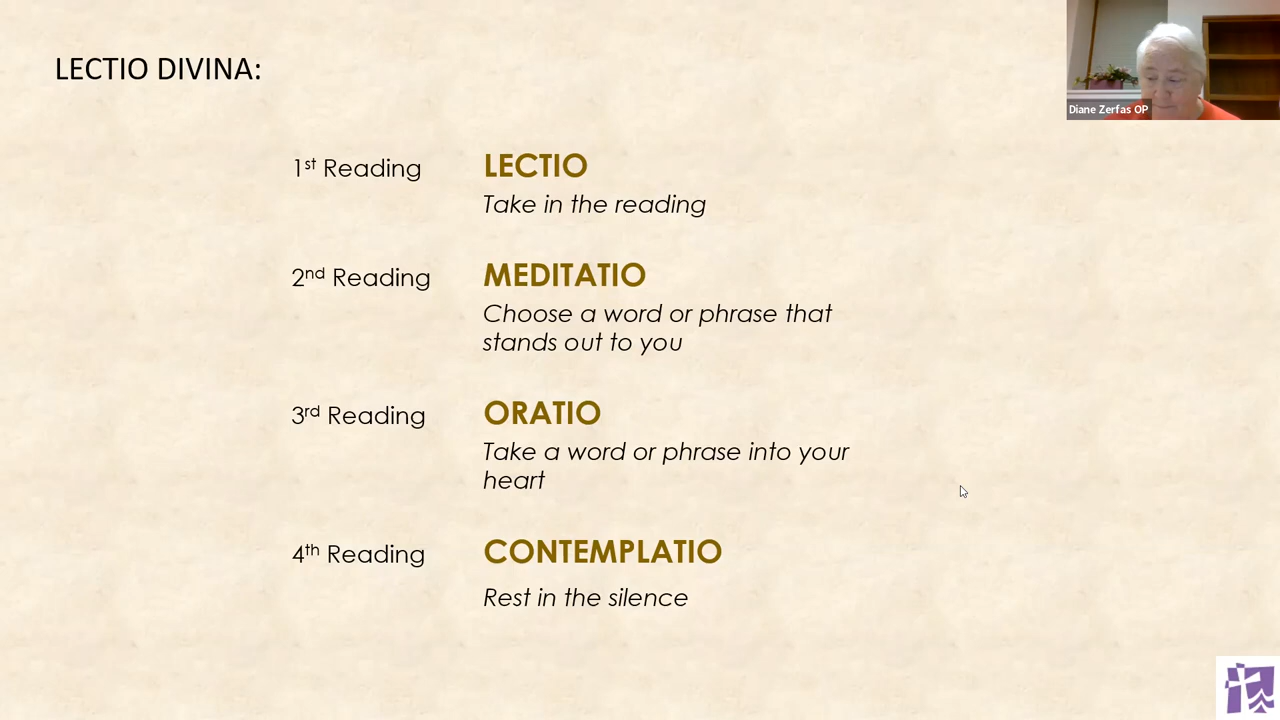 LECTIO DIVINA:
Diane Zerfas OP
1st Reading LECTIO
Take in the reading
2nd Reading MEDITATIO
Choose a word or phrase that
stands out to you
3rd Reading ORATIO
Take a word or phrase into your
heart
4th Reading CONTEMPLATIO
Rest in the silence